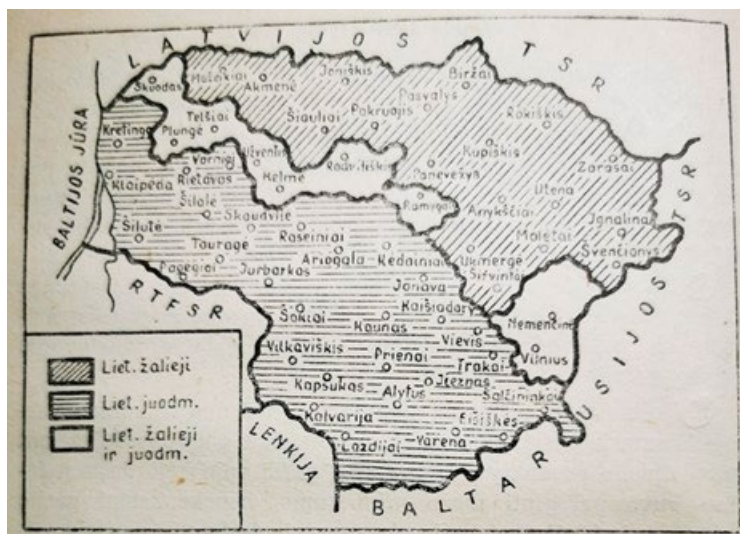 LATVIJOS TSR
Skuodas
Mažeikiai
Akmenė
Joniškis
Biržai
Pasvalys
Rokiškis
Telšiai
Šiauliai
Pakruojis
Plungė
Kretinga
Kupiškis
Zarasai
Varniai
Užventis
Radviliškis
Panevėžys
BALTIJOS JŪRA
Klaipėda
Rietavas
Kelmė
Utena
Ramygala
Anykščiai
Šilalė
Skaudvilė
Ignalina
Šilutė
Raseiniai
Molėtai
Tauragė
Ariogala
Kėdainiai
Ukmergė
Švenčionys
Pagėgiai
Jurbarkas
Jonava
Širvintos
RTFSR
Šakiai
Kaišiadorys
Kaunas
Nemenčinė
Vievis
Vilkaviškis
Prienai
Trakai
Vilnius
Liet. žalieji
Kapsukas
Jieznas
Alytus
Šalčininkai
Liet. juodm.
Kalvarija
Eišiškės
Liet. žalieji
ir juodm.
LENKIJA
Lazdijai
Varėna
BALTARUSIJOS TSR